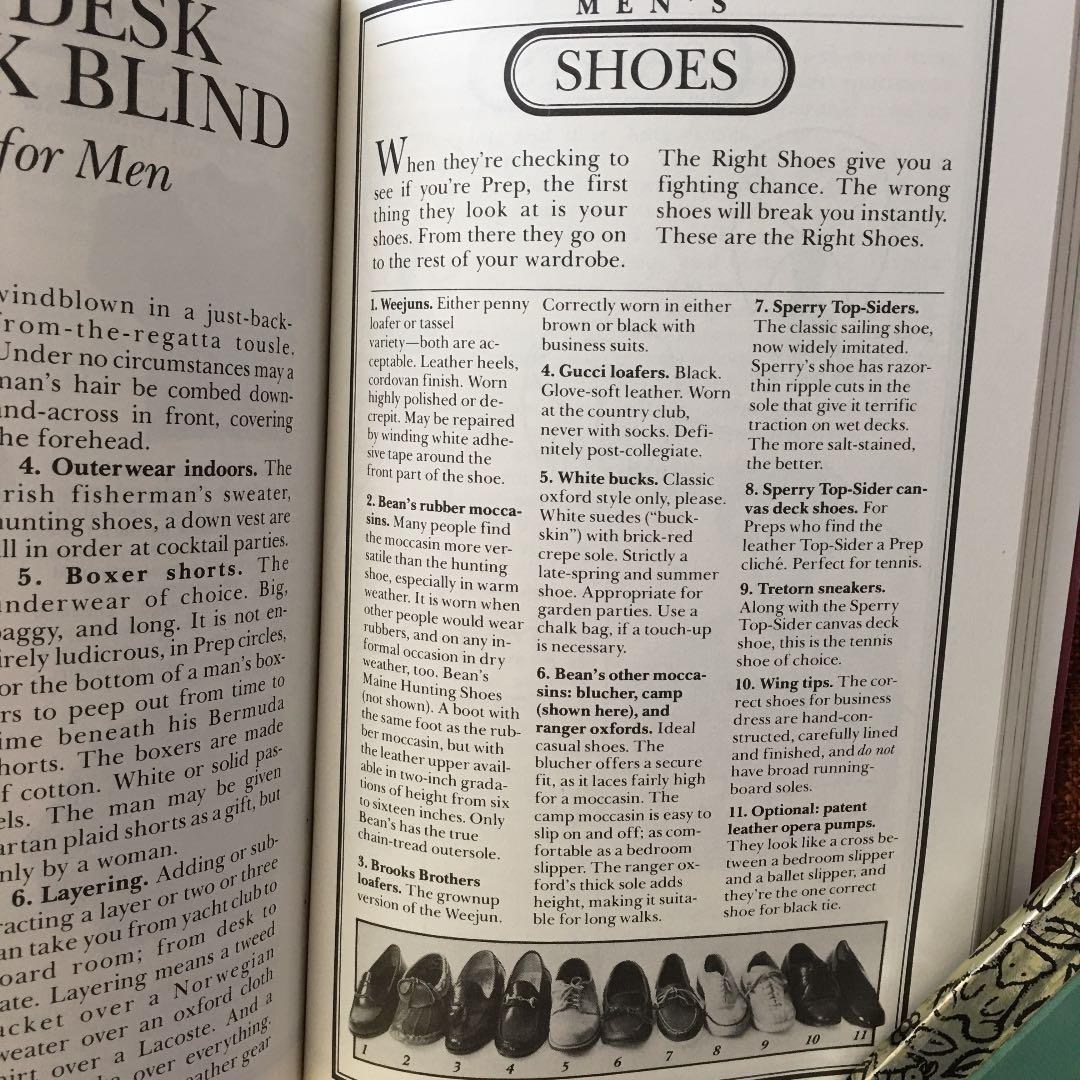 DESK
K BLIND
for Men
windblown in a just-back-
from-the-regatta tousle.
Under no circumstances may a
man's hair be combed down-
and-across in front, covering
the forehead.
4. Outerwear indoors. The
Irish fisherman's sweater,
hunting shoes, a down vest are
all in order at cocktail parties.
5. Boxer shorts. The
underwear of choice. Big,
baggy, and long. It is not en-
tirely ludicrous, in Prep circles,
for the bottom of a man's box-
ers to peep out from time to
time beneath his Bermuda
shorts. The boxers are made
of cotton. White or solid pas-
els. The man may be given
artan plaid shorts as a gift, but
only by a woman.
6. Layering. Adding or sub-
racting a layer or two or three
an take you from yacht club to
oard room; from desk to
ate. Layering means a tweed
acket over a Norwegian
weater over an oxford cloth
hirt over a Lacoste. And a
over everything.
eather gear
MEN'S
SHOES
When they're checking to
see if you're Prep, the first
thing they look at is your
shoes. From there they go on
to the rest of your wardrobe.
The Right Shoes give you a
fighting chance. The wrong
shoes will break you instantly.
These are the Right Shoes.
1. Weejuns. Either penny
loafer or tassel
variety—both are ac-
ceptable. Leather heels,
cordovan finish. Worn
highly polished or de-
crepit. May be repaired
by winding white adhe-
sive tape around the
front part of the shoe.
2. Bean's rubber mocca-
sins. Many people find
the moccasin more ver-
satile than the hunting
shoe, especially in warm
weather. It is worn when
other people would wear
rubbers, and on any in-
formal occasion in dry
weather, too. Bean's
Maine Hunting Shoes
(not shown). A boot with
the same foot as the rub-
ber moccasin, but with
the leather upper avail-
able in two-inch grada-
tions of height from six
to sixteen inches. Only
Bean's has the true
chain-tread outersole.
3. Brooks Brothers
loafers. The grownup
version of the Weejun.
Correctly worn in either
brown or black with
business suits.
4. Gucci loafers. Black.
Glove-soft leather. Worn
at the country club,
never with socks. Defi-
nitely post-collegiate.
5. White bucks. Classic
oxford style only, please.
White suedes ("buck-
skin") with brick-red
crepe sole. Strictly a
late-spring and summer
shoe. Appropriate for
garden parties. Use a
chalk bag, if a touch-up
is necessary.
6. Bean's other mocca-
sins: blucher, camp
(shown here), and
ranger oxfords. Ideal
casual shoes. The
blucher offers a secure
fit, as it laces fairly high
for a moccasin. The
camp moccasin is easy to
slip on and off; as com-
fortable as a bedroom
slipper. The ranger ox-
ford's thick sole adds
height, making it suita-
ble for long walks.
7. Sperry Top-Siders.
The classic sailing shoe,
now widely imitated.
Sperry's shoe has razor-
thin ripple cuts in the
sole that give it terrific
traction on wet decks.
The more salt-stained,
the better.
8. Sperry Top-Sider can-
vas deck shoes. For
Preps who find the
leather Top-Sider a Prep
cliché. Perfect for tennis.
9. Tretorn sneakers.
Along with the Sperry
Top-Sider canvas deck
shoe, this is the tennis
shoe of choice.
10. Wing tips. The cor-
rect shoes for business
dress are hand-con-
structed, carefully lined
and finished, and do not
have broad running-
board soles.
11. Optional: patent
leather opera pumps.
They look like a cross be-
tween a bedroom slipper
and a ballet slipper, and
they're the one correct
shoe for black tie.
1 2 3 4 5 6 7 8 9 10 11